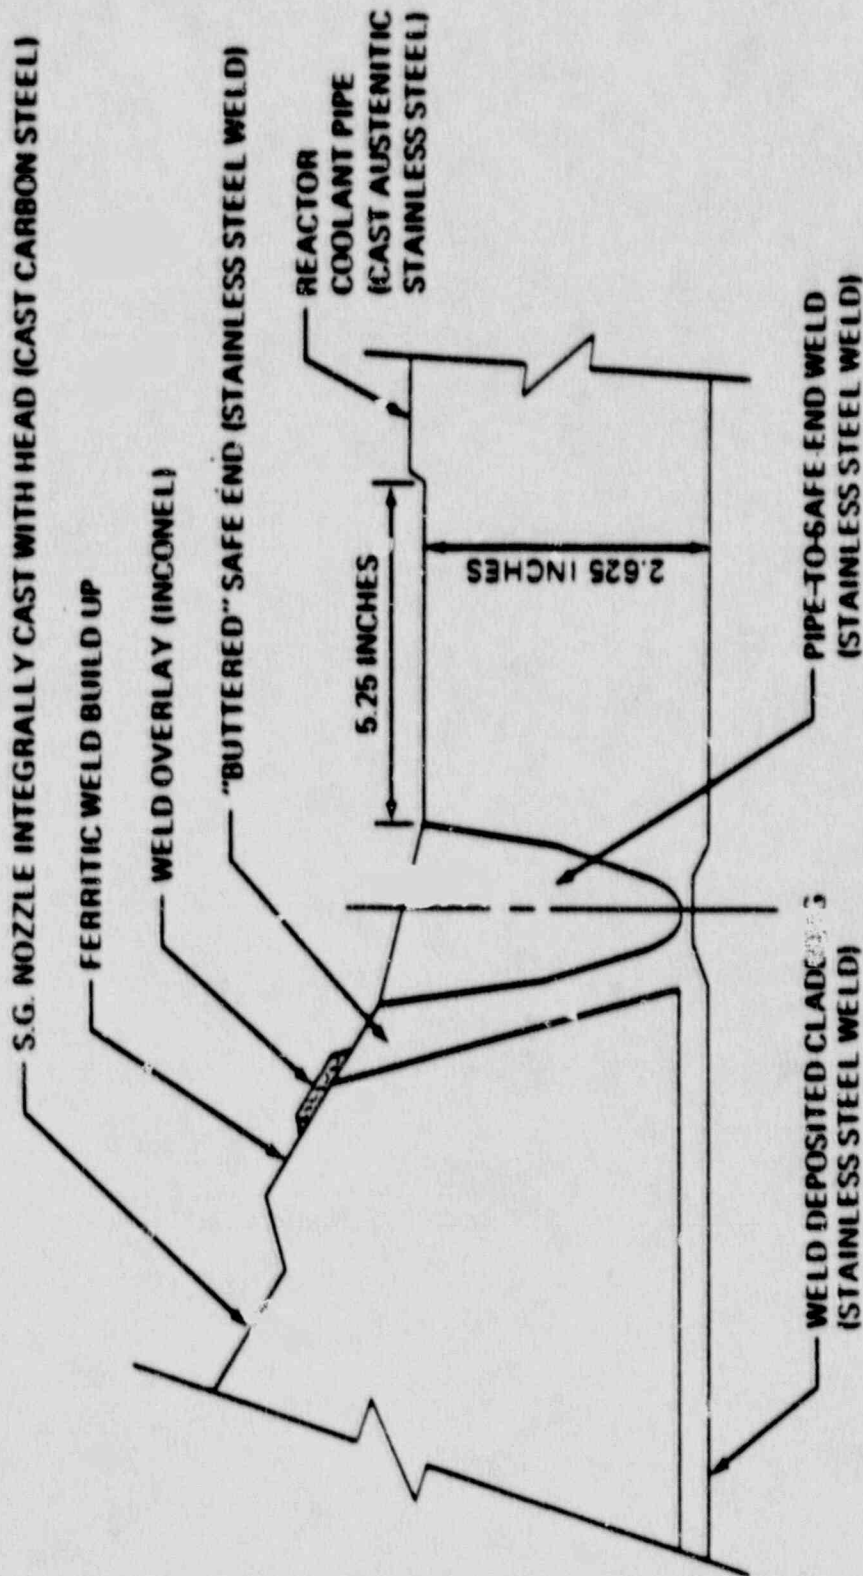 S.G. NOZZLE INTEGRALLY CAST WITH HEAD (CAST CARBON STEEL)
FERRITIC WELD BUILD UP
WELD OVERLAY (INCONEL)
"BUTTERED" SAFE END (STAINLESS STEEL WELD)
REACTOR
COOLANT PIPE
(CAST AUSTENITIC
STAINLESS STEEL)
5.25 INCHES
2.625 INCHES
PIPE-TO-SAFE-END WELD
(STAINLESS STEEL WELD)
WELD DEPOSITED
(STAINLESS STEEL WELD)